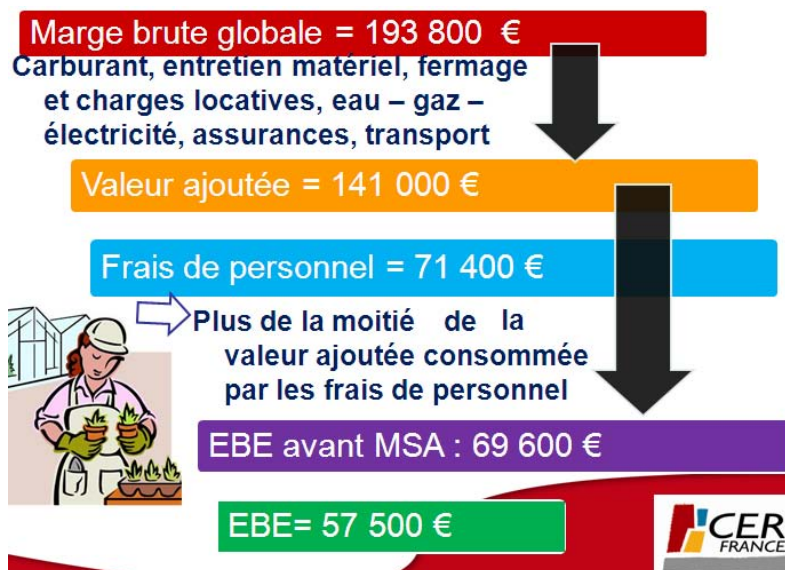 Marge brute globale = 193 800 €
Carburant, entretien matériel, fermage
et charges locatives, eau – gaz –
électricité, assurances, transport
Valeur ajoutée = 141 000 €
Frais de personnel = 71 400 €
Plus de la moitié de la
valeur ajoutée consommée
par les frais de personnel
EBE avant MSA : 69 600 €
EBE= 57 500 €
CER
FRANCE